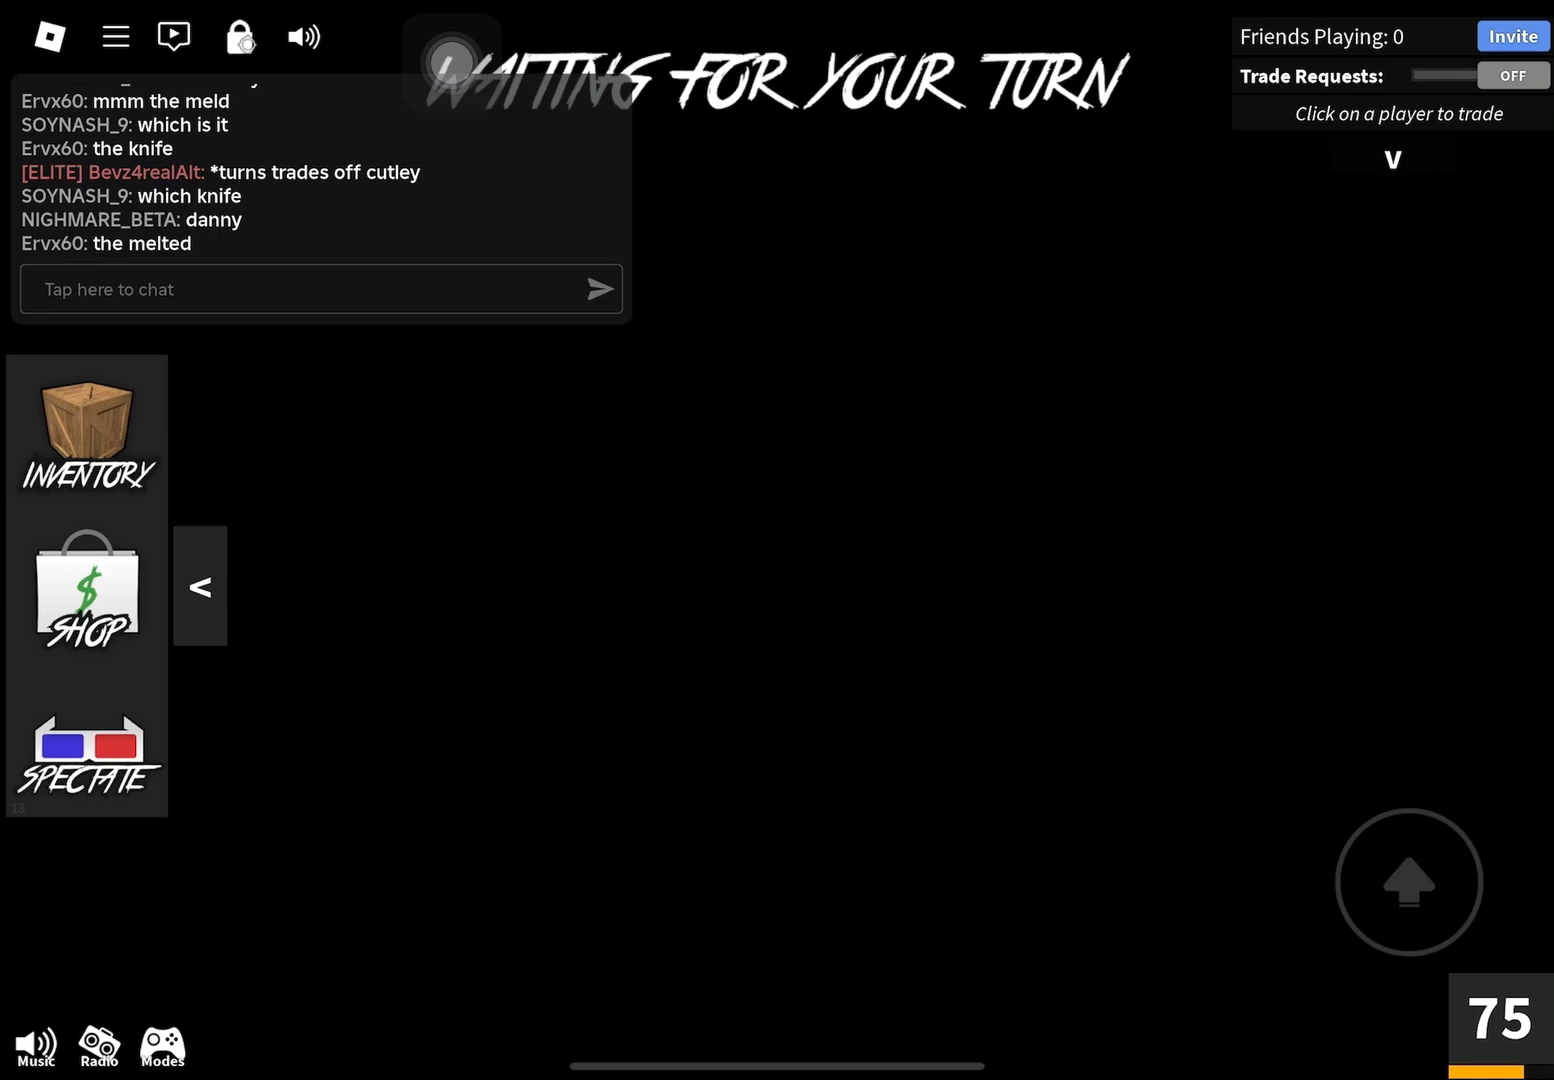 WAITING FOR YOUR TURN
Friends Playing: 0
Invite
Trade Requests:
OFF
Click on a player to trade
v
Ervx60: mmm the meld
SOYNASH_9: which is it
Ervx60: the knife
[ELITE] Bevz4realAlt: *turns trades off cutley
SOYNASH_9: which knife
NIGHMARE_BETA: danny
Ervx60: the melted
Tap here to chat
INVENTORY
$
SHOP
<
SPECTATE
13
Music
Radio
Modes
75